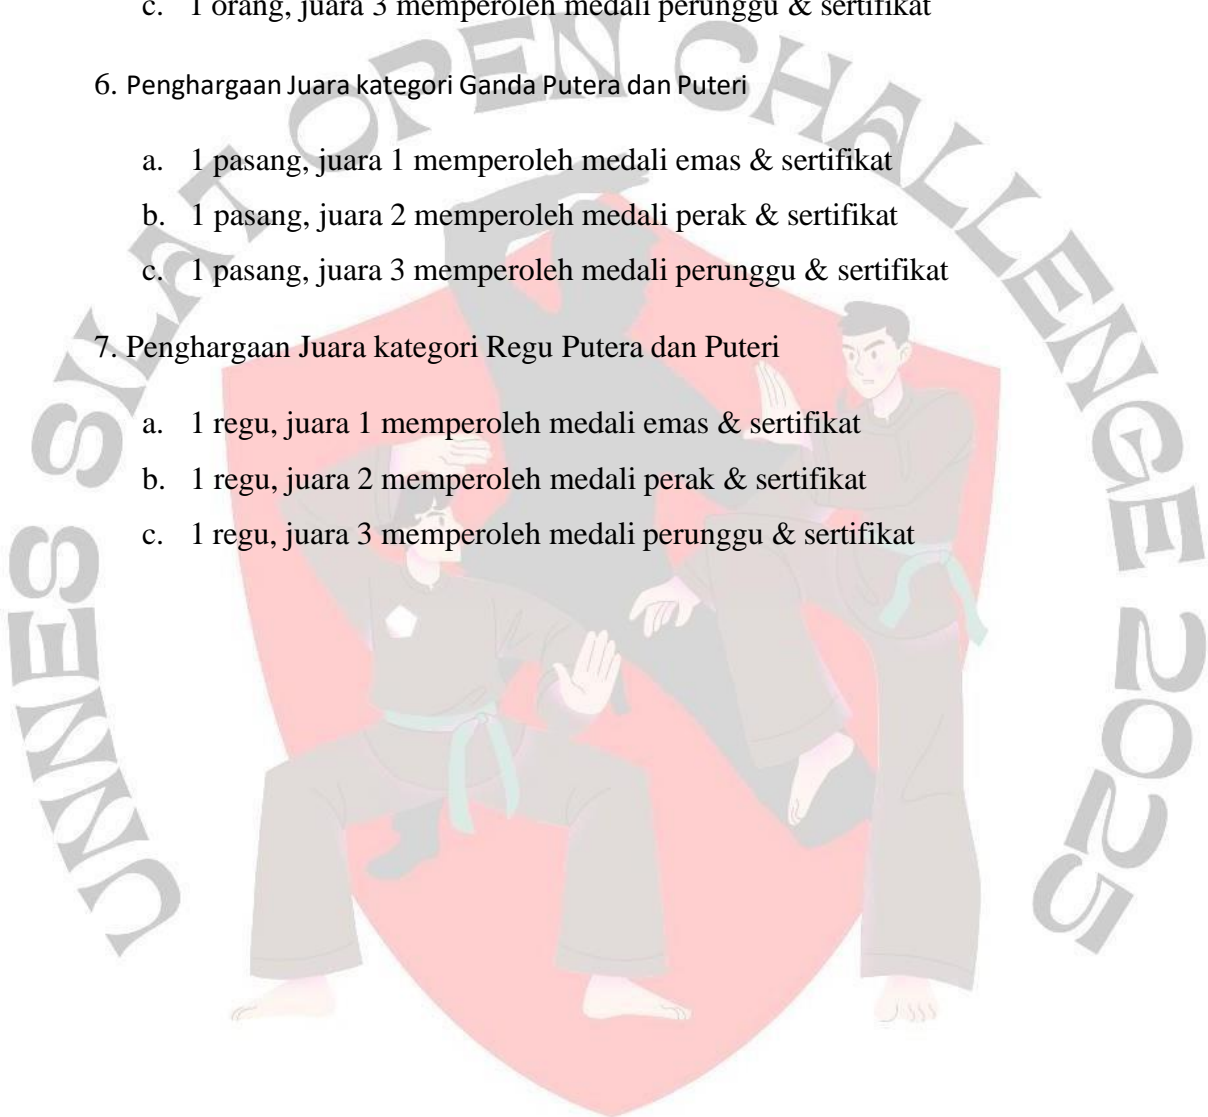 c. 1 orang, juara 3 memperoleh medali perunggu & sertifikat
6. Penghargaan Juara kategori Ganda Putera dan Puteri
a. 1 pasang, juara 1 memperoleh medali emas & sertifikat
b. 1 pasang, juara 2 memperoleh medali perak & sertifikat
c. 1 pasang, juara 3 memperoleh medali perunggu & sertifikat
7. Penghargaan Juara kategori Regu Putera dan Puteri
a. 1 regu, juara 1 memperoleh medali emas & sertifikat
b. 1 regu, juara 2 memperoleh medali perak & sertifikat
c. 1 regu, juara 3 memperoleh medali perunggu & sertifikat
UNNES SILAT OPEN CHALLENGE 2025